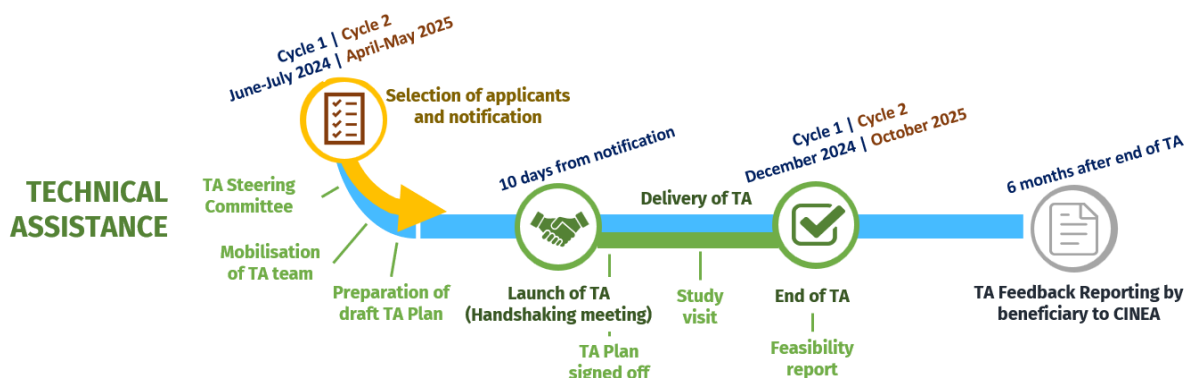 Cycle 1 | Cycle 2
June-July 2024 | April-May 2025
Selection of applicants
and notification
TECHNICAL
ASSISTANCE
TA Steering
Committee
Mobilisation
of TA team
Preparation of
draft TA Plan
10 days from notification
Launch of TA
(Handshaking meeting)
TA Plan
signed off
Delivery of TA
Study
visit
Cycle 1 | Cycle 2
December 2024 | October 2025
End of TA
Feasibility
report
6 months after end of TA
TA Feedback Reporting by
beneficiary to CINEA